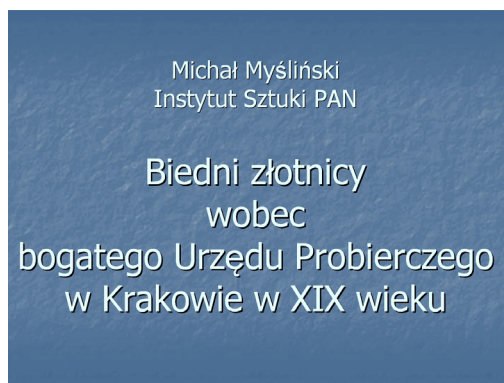 Michał Myśliński
Instytut Sztuki PAN
Biedni złotnicy
wobec
bogatego Urzędu Probierczego
w Krakowie w XIX wieku